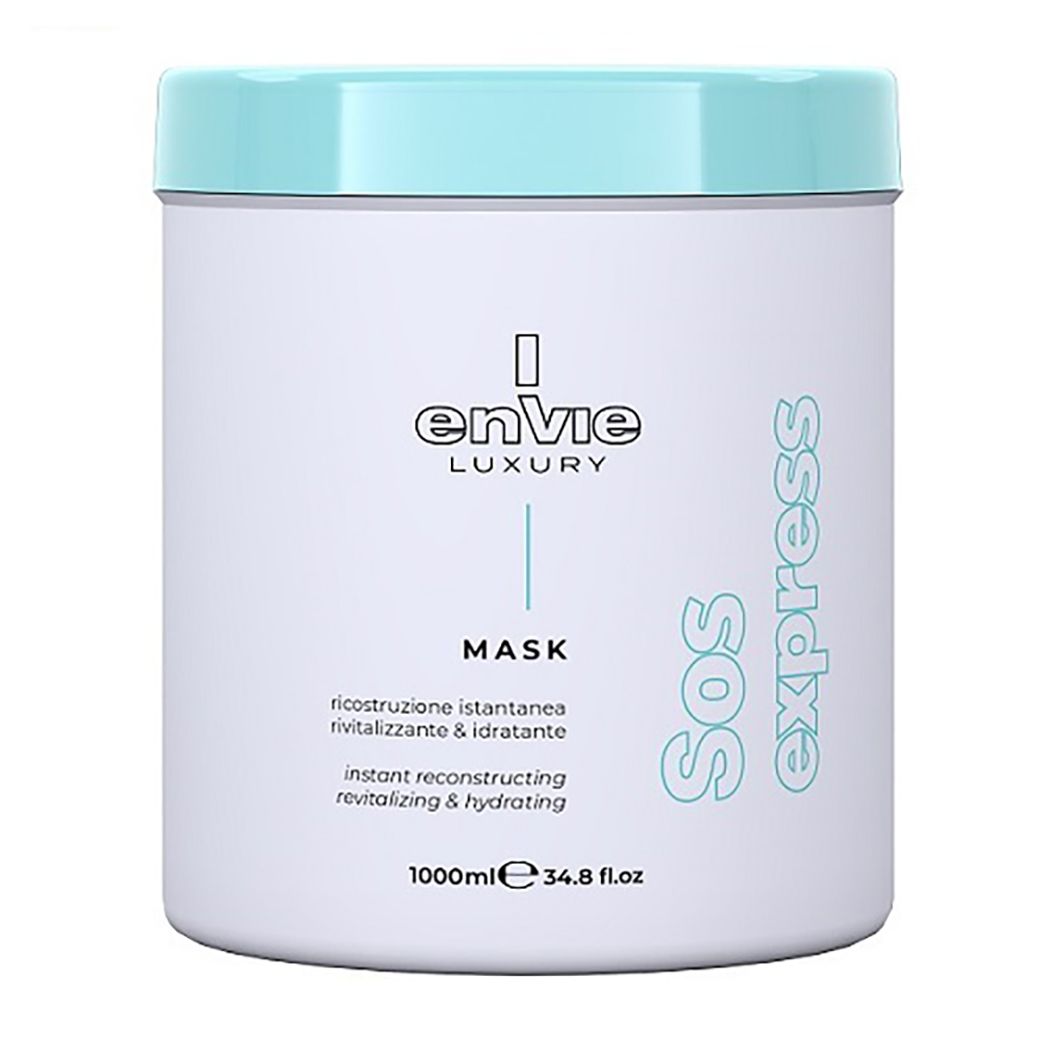 envie
LUXURY
MASK
ricostruzione istantanea
rivitalizzante & idratante
instant reconstructing
revitalizing & hydrating
1000ml ℮ 34.8 fl.oz
Sos
express